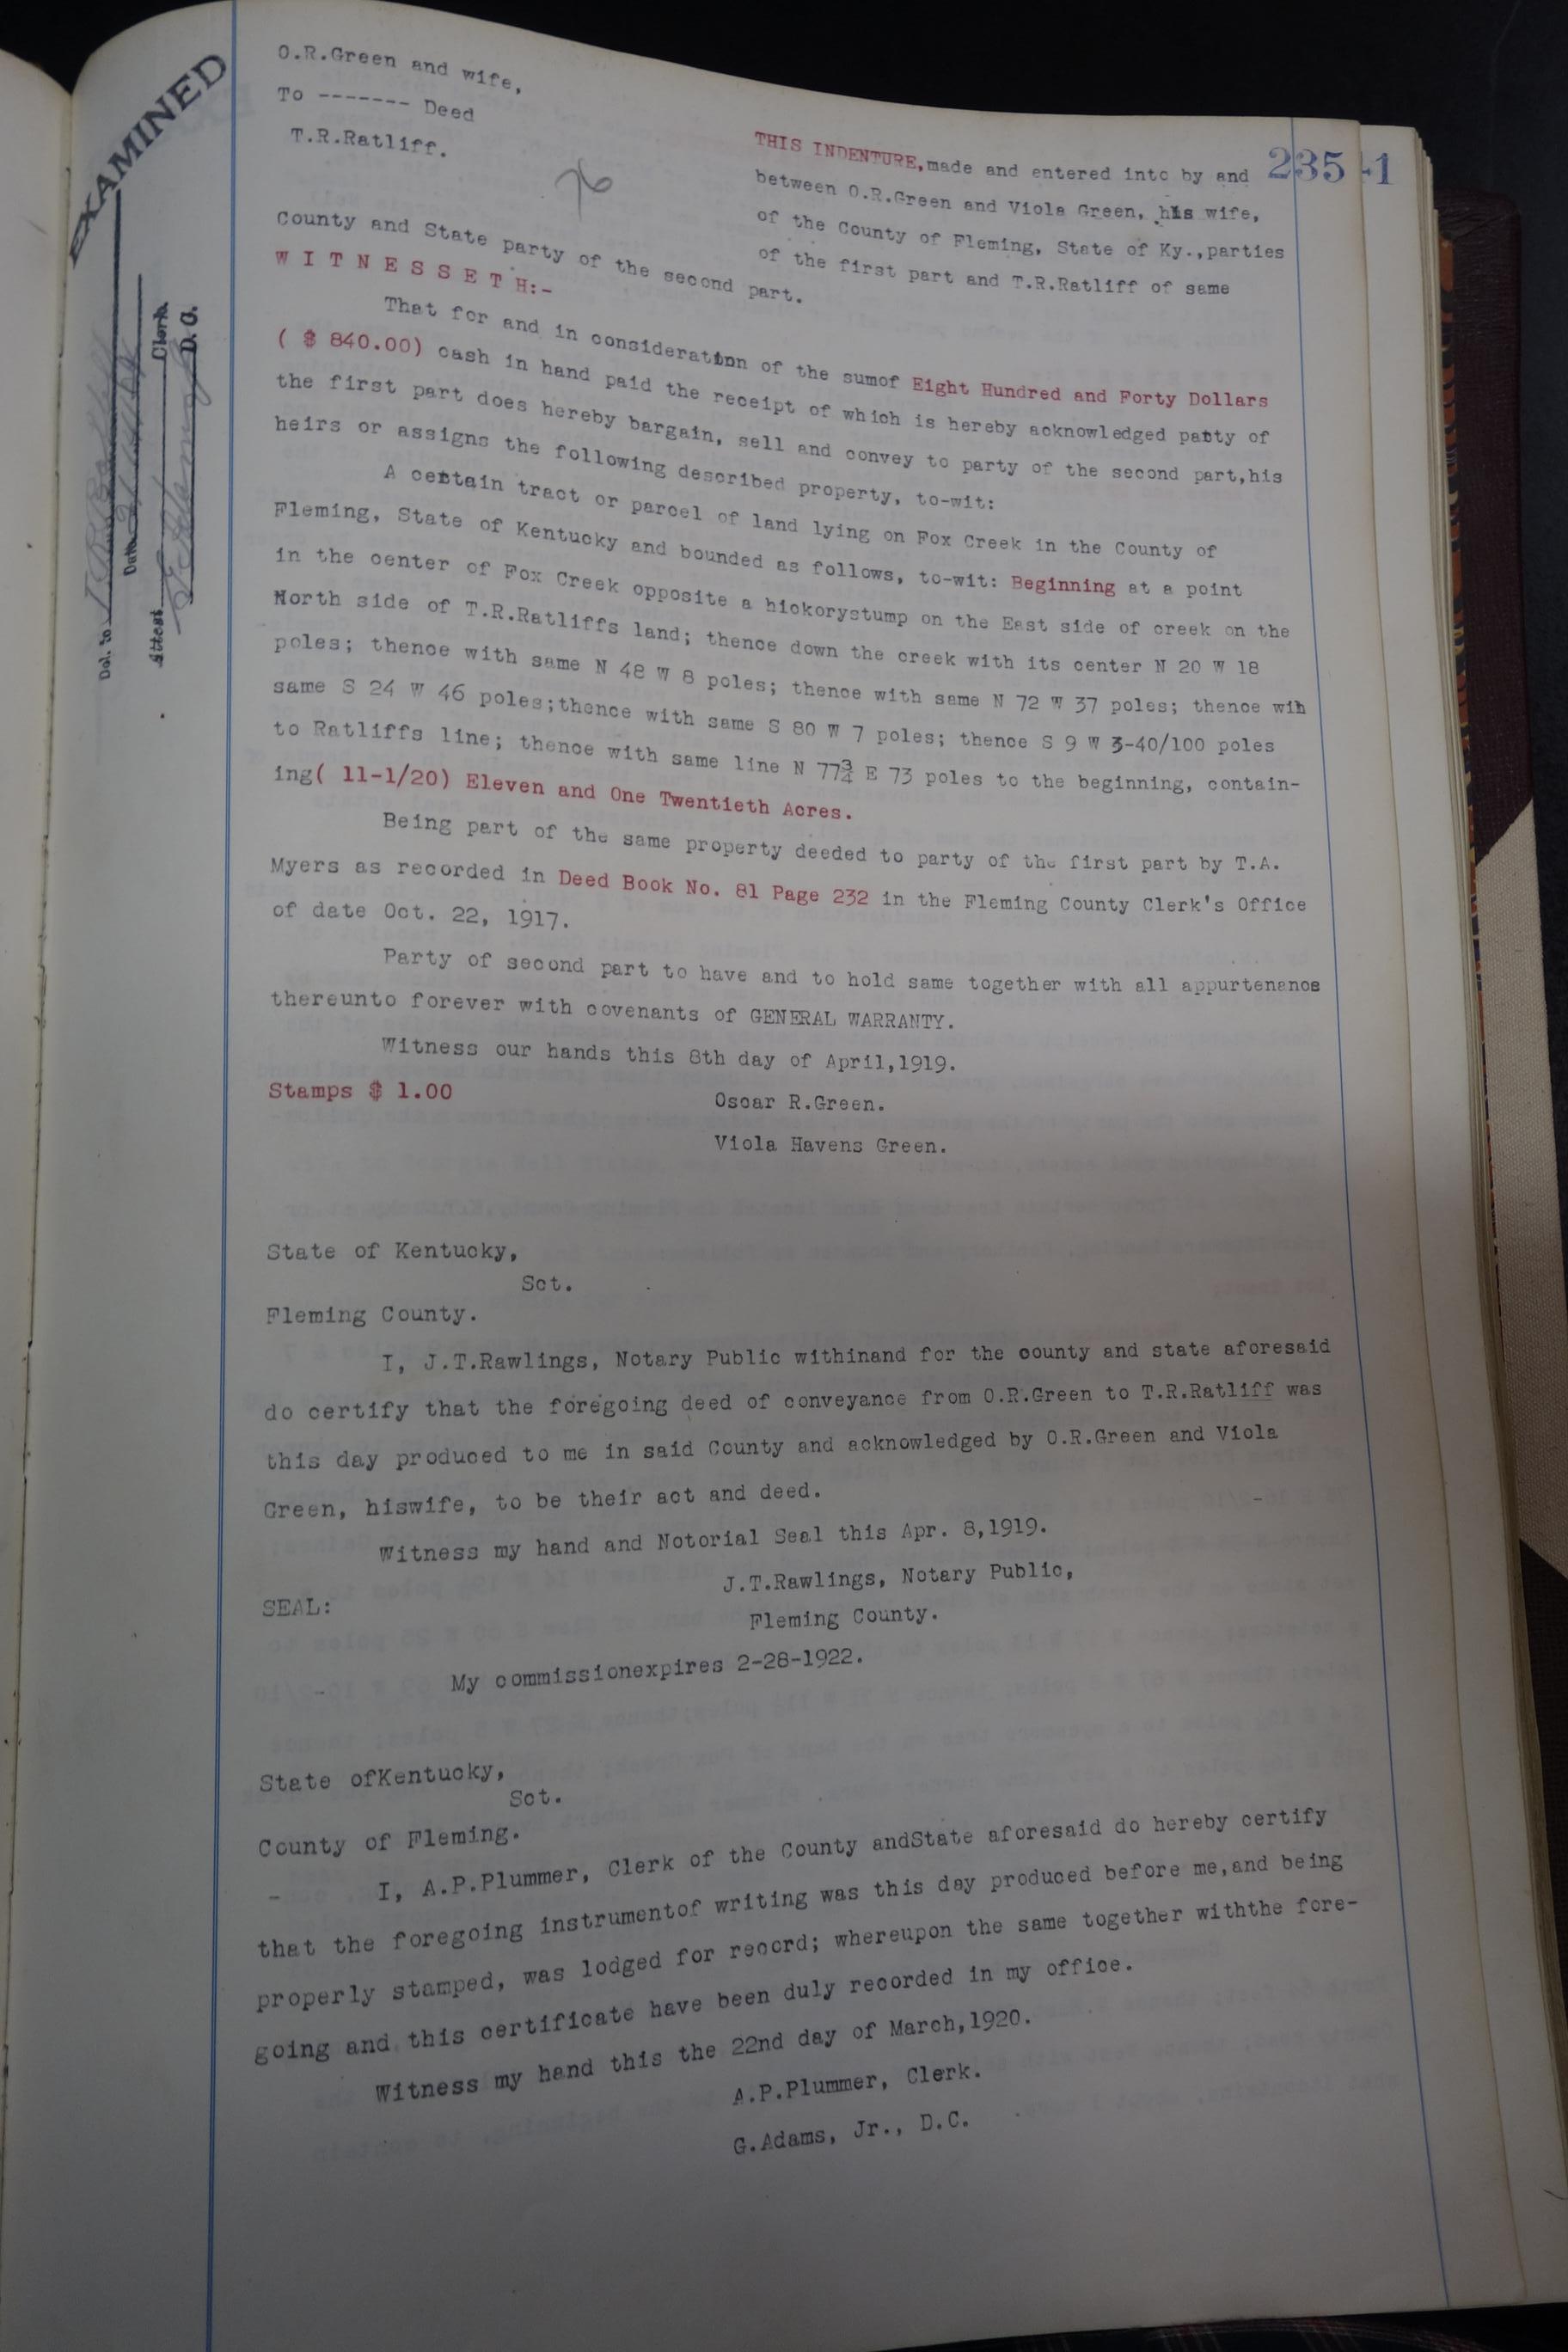 O.R.Green and wife,
To ------- Deed
T.R.Ratliff.
235
-1
THIS INDENTURE,made and entered into by and
between O.R.Green and Viola Green, his wife,
of the County of Fleming, State of Ky.,parties
of the first part and T.R.Ratliff of same
County and State party of the second part.
W I T N E S S E T H:-
That for and in consideration of the sumof Eight Hundred and Forty Dollars
( $ 840.00) cash in hand paid the receipt of which is hereby acknowledged patty of
the first part does hereby bargain, sell and convey to party of the second part,his
heirs or assigns the following described property, to-wit:
A certain tract or parcel of land lying on Fox Creek in the County of
Fleming, State of Kentucky and bounded as follows, to-wit: Beginning at a point
in the center of Fox Creek opposite a hickorystump on the East side of creek on the
North side of T.R.Ratliffs land; thence down the creek with its center N 20 W 18
poles; thence with same N 48 W 8 poles; thence with same N 72 W 37 poles; thence wih
same S 24 W 46 poles;thence with same S 80 W 7 poles; thence S 9 W 3-40/100 poles
to Ratliffs line; thence with same line N 77¾ E 73 poles to the beginning, contain-
ing( 11-1/20) Eleven and One Twentieth Acres.
Being part of the same property deeded to party of the first part by T.A.
Myers as recorded in Deed Book No. 81 Page 232 in the Fleming County Clerk's Office
of date Oct. 22, 1917.
Party of second part to have and to hold same together with all appurtenance
thereunto forever with covenants of GENERAL WARRANTY.
Witness our hands this 8th day of April,1919.
Stamps $ 1.00
Oscar R.Green.
Viola Havens Green.
State of Kentucky,
Sct.
Fleming County.
I, J.T.Rawlings, Notary Public withinand for the county and state aforesaid
do certify that the foregoing deed of conveyance from O.R.Green to T.R.Ratliff was
this day produced to me in said County and acknowledged by O.R.Green and Viola
Green, hiswife, to be their act and deed.
Witness my hand and Notorial Seal this Apr. 8,1919.
J.T.Rawlings, Notary Public,
SEAL:
Fleming County.
My commissionexpires 2-28-1922.
State ofKentucky,
Sct.
County of Fleming.
I, A.P.Plummer, Clerk of the County andState aforesaid do hereby certify
that the foregoing instrumentof writing was this day produced before me,and being
properly stamped, was lodged for record; whereupon the same together withthe fore-
going and this certificate have been duly recorded in my office.
Witness my hand this the 22nd day of March,1920.
A.P.Plummer, Clerk.
G.Adams, Jr., D.C.
EXAMINED
Del. to
Date
Attest
Clerk
D. C.